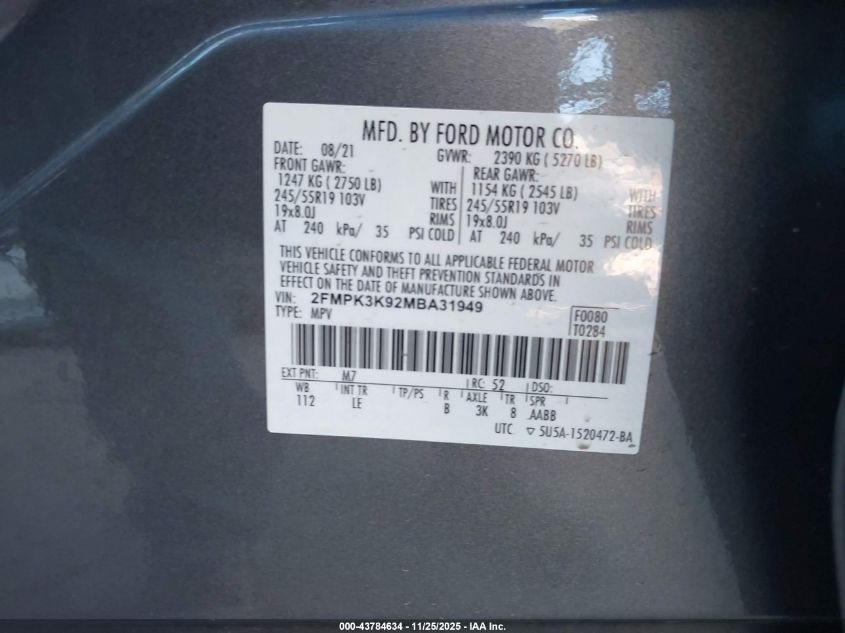 MFD. BY FORD MOTOR CO.
DATE: 08/21 GVWR: 2390 KG ( 5270 LB)
FRONT GAWR: REAR GAWR:
1247 KG ( 2750 LB) WITH 1154 KG ( 2545 LB) WITH
245/55R19 103V TIRES 245/55R19 103V TIRES
19x8.0J RIMS 19x8.0J RIMS
AT 240 kPa/ 35 PSI COLD AT 240 kPa/ 35 PSI COLD
THIS VEHICLE CONFORMS TO ALL APPLICABLE FEDERAL MOTOR
VEHICLE SAFETY AND THEFT PREVENTION STANDARDS IN
EFFECT ON THE DATE OF MANUFACTURE SHOWN ABOVE.
VIN: 2FMPK3K92MBA31949 F0080
TYPE: MPV T0284
EXT PNT: M7 RC: 52 DSO:
WB INT TR TP/PS R AXLE TR SPR
112 LE B 3K 8 AABB
UTC ▽ 5U5A-1520472-BA
000-43784634 - 11/25/2025 - IAA Inc.